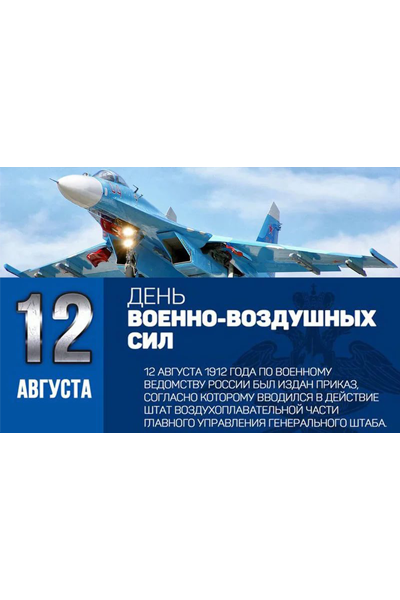 12
АВГУСТА
ДЕНЬ
ВОЕННО-ВОЗДУШНЫХ
СИЛ
12 АВГУСТА 1912 ГОДА ПО ВОЕННОМУ
ВЕДОМСТВУ РОССИИ БЫЛ ИЗДАН ПРИКАЗ,
СОГЛАСНО КОТОРОМУ ВВОДИЛСЯ В ДЕЙСТВИЕ
ШТАТ ВОЗДУХОПЛАВАТЕЛЬНОЙ ЧАСТИ
ГЛАВНОГО УПРАВЛЕНИЯ ГЕНЕРАЛЬНОГО ШТАБА.